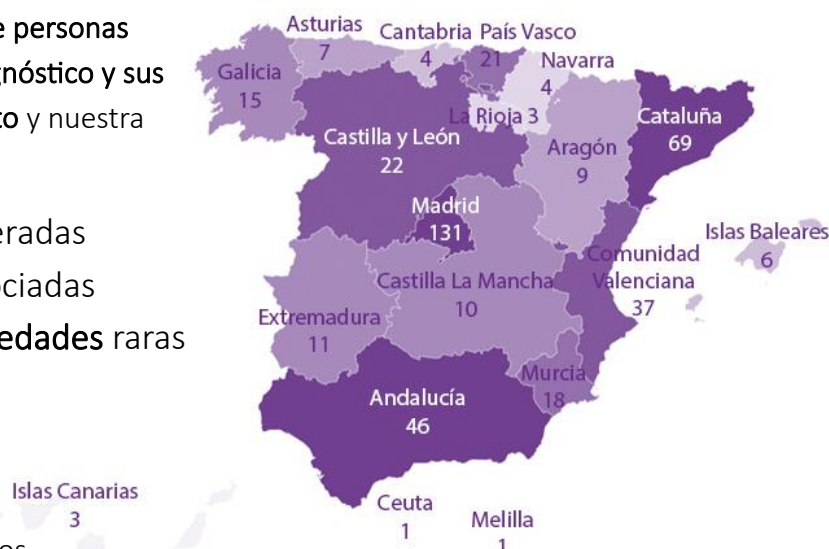 e personas
gnóstico y sus
to y nuestra
eradas
ociadas
edades raras
Asturias
7
Cantabria
4
País Vasco
21
Navarra
4
Galicia
15
La Rioja 3
Cataluña
69
Castilla y León
22
Aragón
9
Madrid
131
Islas Baleares
6
Comunidad
Valenciana
37
Castilla La Mancha
10
Extremadura
11
Murcia
18
Andalucía
46
Islas Canarias
3
Ceuta
1
Melilla
1
os